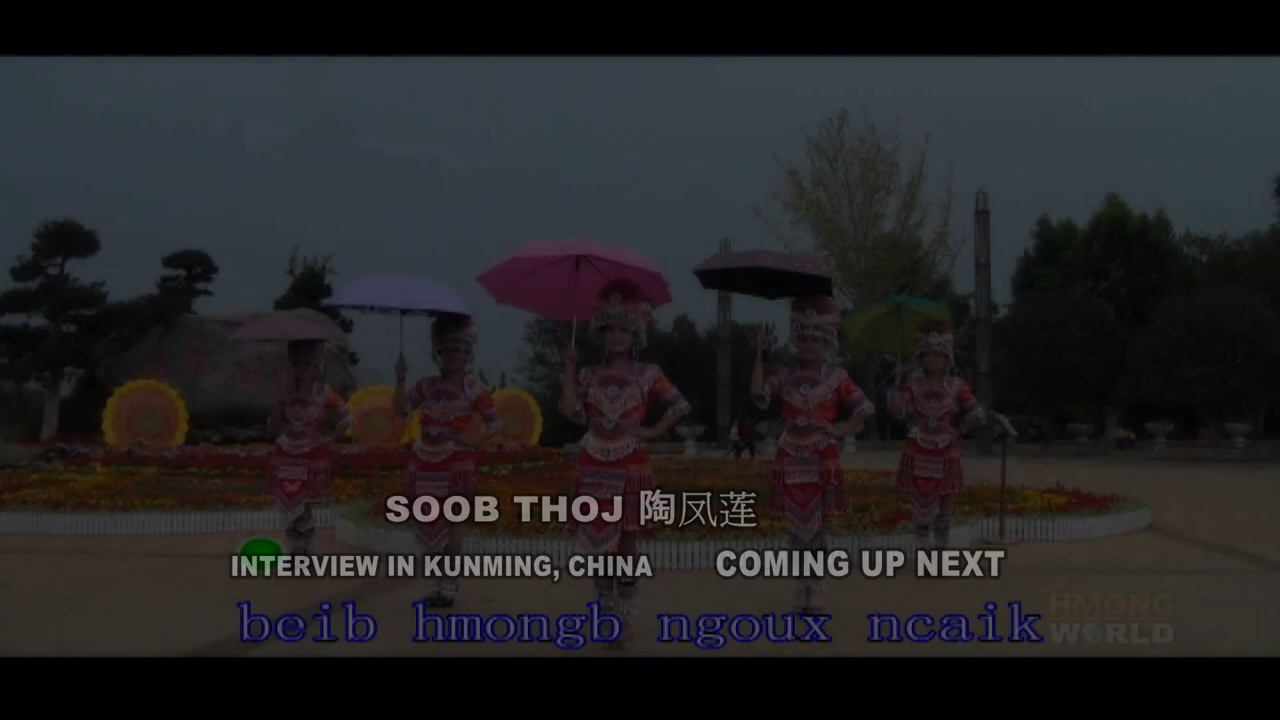 SOOB THOJ 陶凤莲
INTERVIEW IN KUNMING, CHINA COMING UP NEXT
beib hmongb ngoux ncaik
HMONG
WORLD